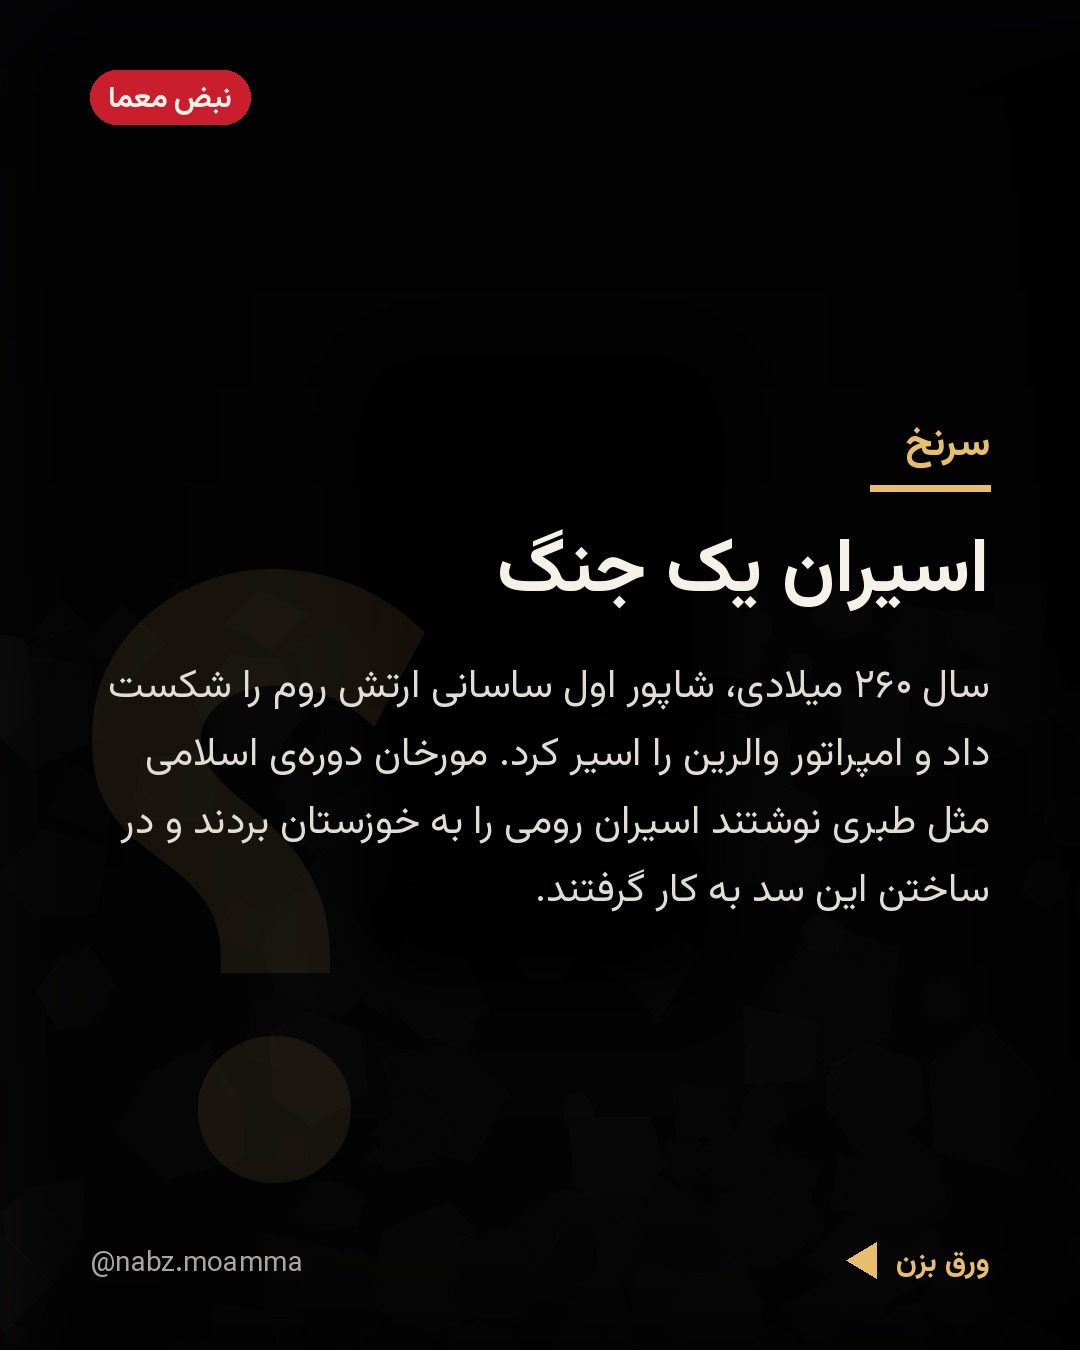 نبض معما
سرنخ
اسیران یک جنگ
سال ۲۶۰ میلادی، شاپور اول ساسانی ارتش روم را شکست
داد و امپراتور والرین را اسیر کرد. مورخان دوره‌ی اسلامی
مثل طبری نوشتند اسیران رومی را به خوزستان بردند و در
ساختن این سد به کار گرفتند.
ورق بزن
@nabz.moamma